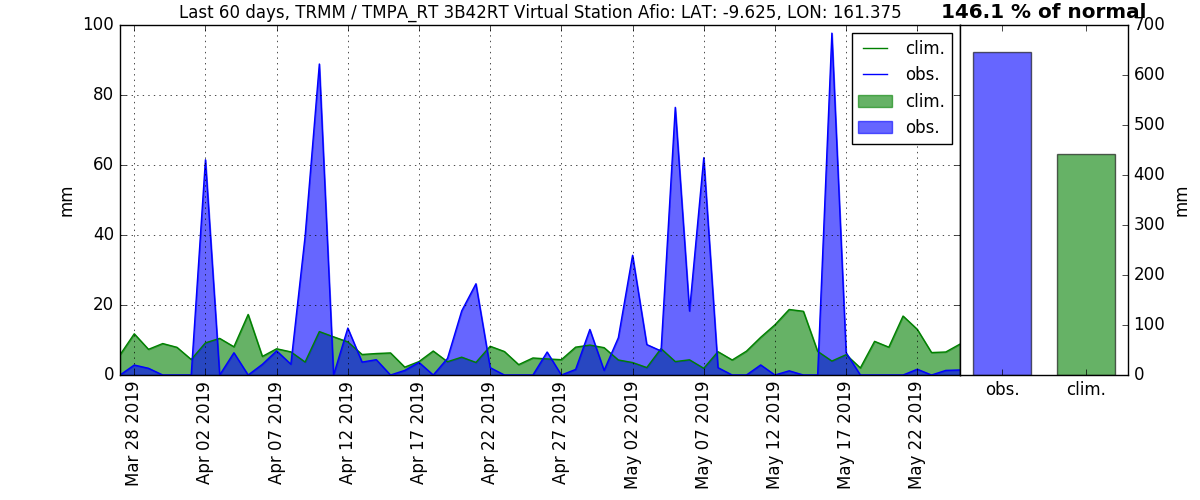 Last 60 days, TRMM / TMPA_RT 3B42RT Virtual Station Afio: LAT: -9.625, LON: 161.375
146.1 % of normal
100
80
60
40
20
0
mm
clim.
obs.
clim.
obs.
700
600
500
400
300
200
100
0
mm
Mar 28 2019
Apr 02 2019
Apr 07 2019
Apr 12 2019
Apr 17 2019
Apr 22 2019
Apr 27 2019
May 02 2019
May 07 2019
May 12 2019
May 17 2019
May 22 2019
obs.
clim.